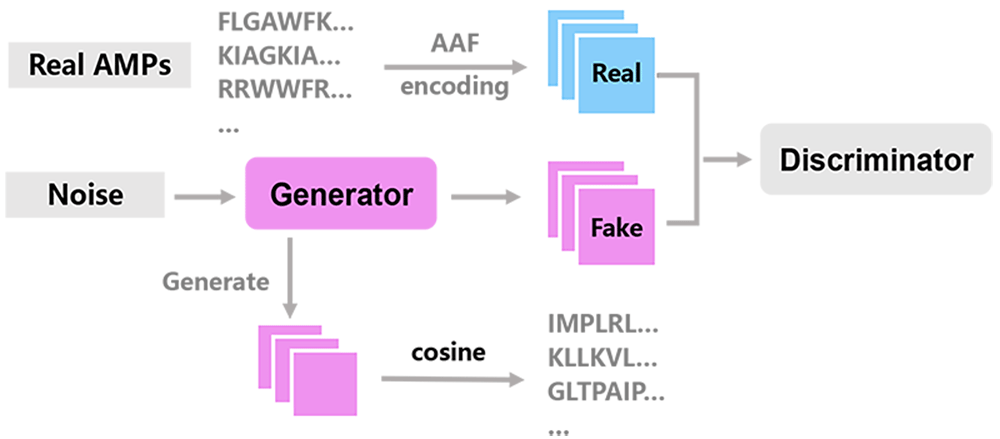 Real AMPs
FLGAWFK...
KIAGKIA...
RRWWFR...
...
AAF
encoding
Real
Noise
Generator
Fake
Discriminator
Generate
cosine
IMPLRL...
KLLKVL...
GLTPAIP...
...